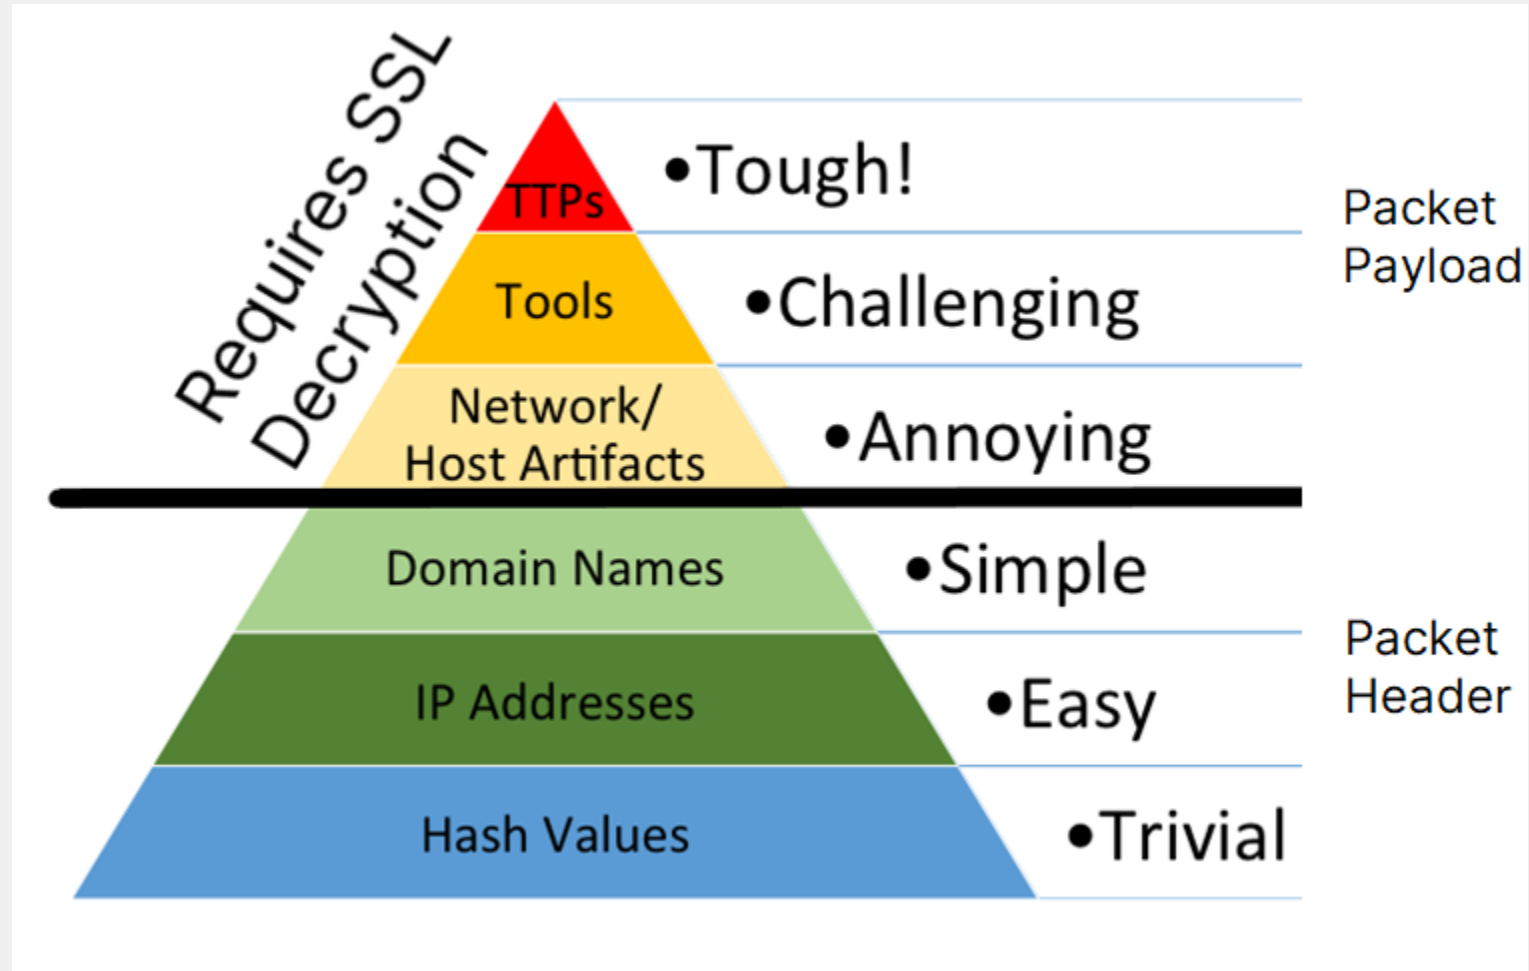 Requires SSL
Decryption
TTPs
•Tough!
Packet
Payload
Tools
•Challenging
Network/
Host Artifacts
•Annoying
Domain Names
•Simple
Packet
Header
IP Addresses
•Easy
Hash Values
•Trivial